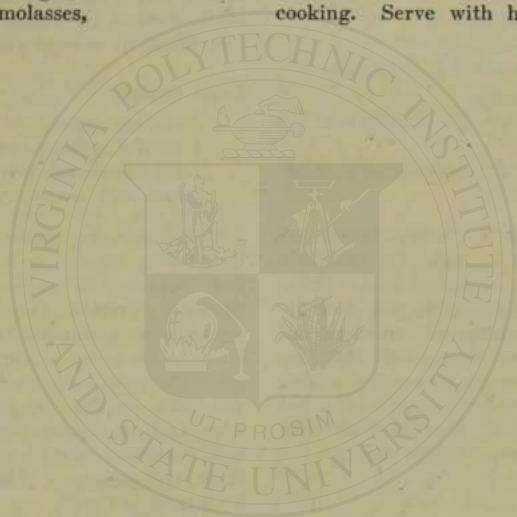 molasses,
cooking. Serve with h
VIRGINIA POLYTECHNIC INSTITUTE
AND STATE UNIVERSITY
UT PROSIM